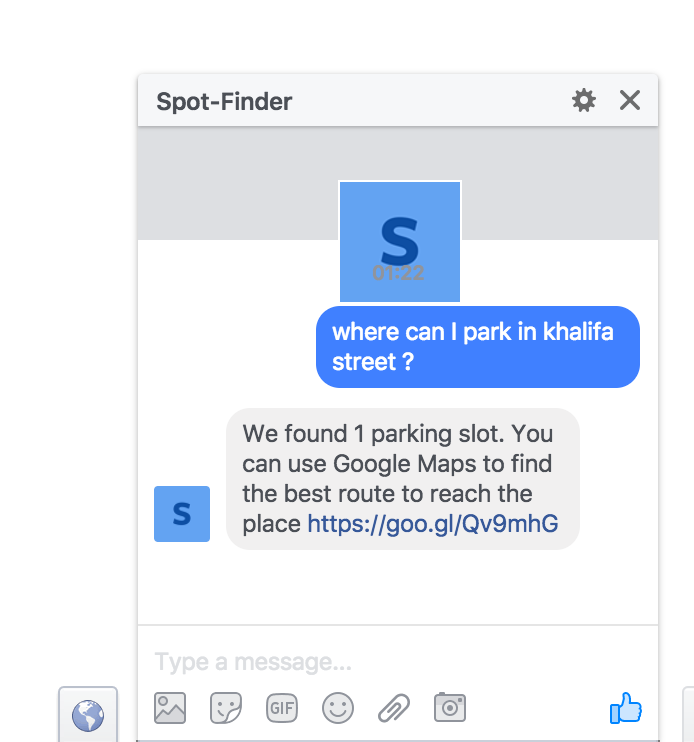 Spot-Finder
S
01:22
where can I park in khalifa
street ?
We found 1 parking slot. You
can use Google Maps to find
the best route to reach the
place https://goo.gl/Qv9mhG
S
Type a message...
GIF